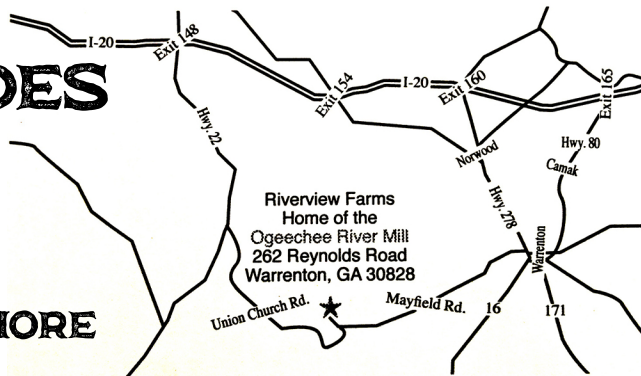 I-20
Exit 148
DES
Exit 154
I-20
Exit 160
Exit 165
Hwy. 22
Norwood
Hwy. 80
Camak
Hwy. 278
Riverview Farms
Home of the
Ogeechee River Mill
262 Reynolds Road
Warrenton, GA 30828
Warrenton
Union Church Rd.
Mayfield Rd.
16
171
MORE